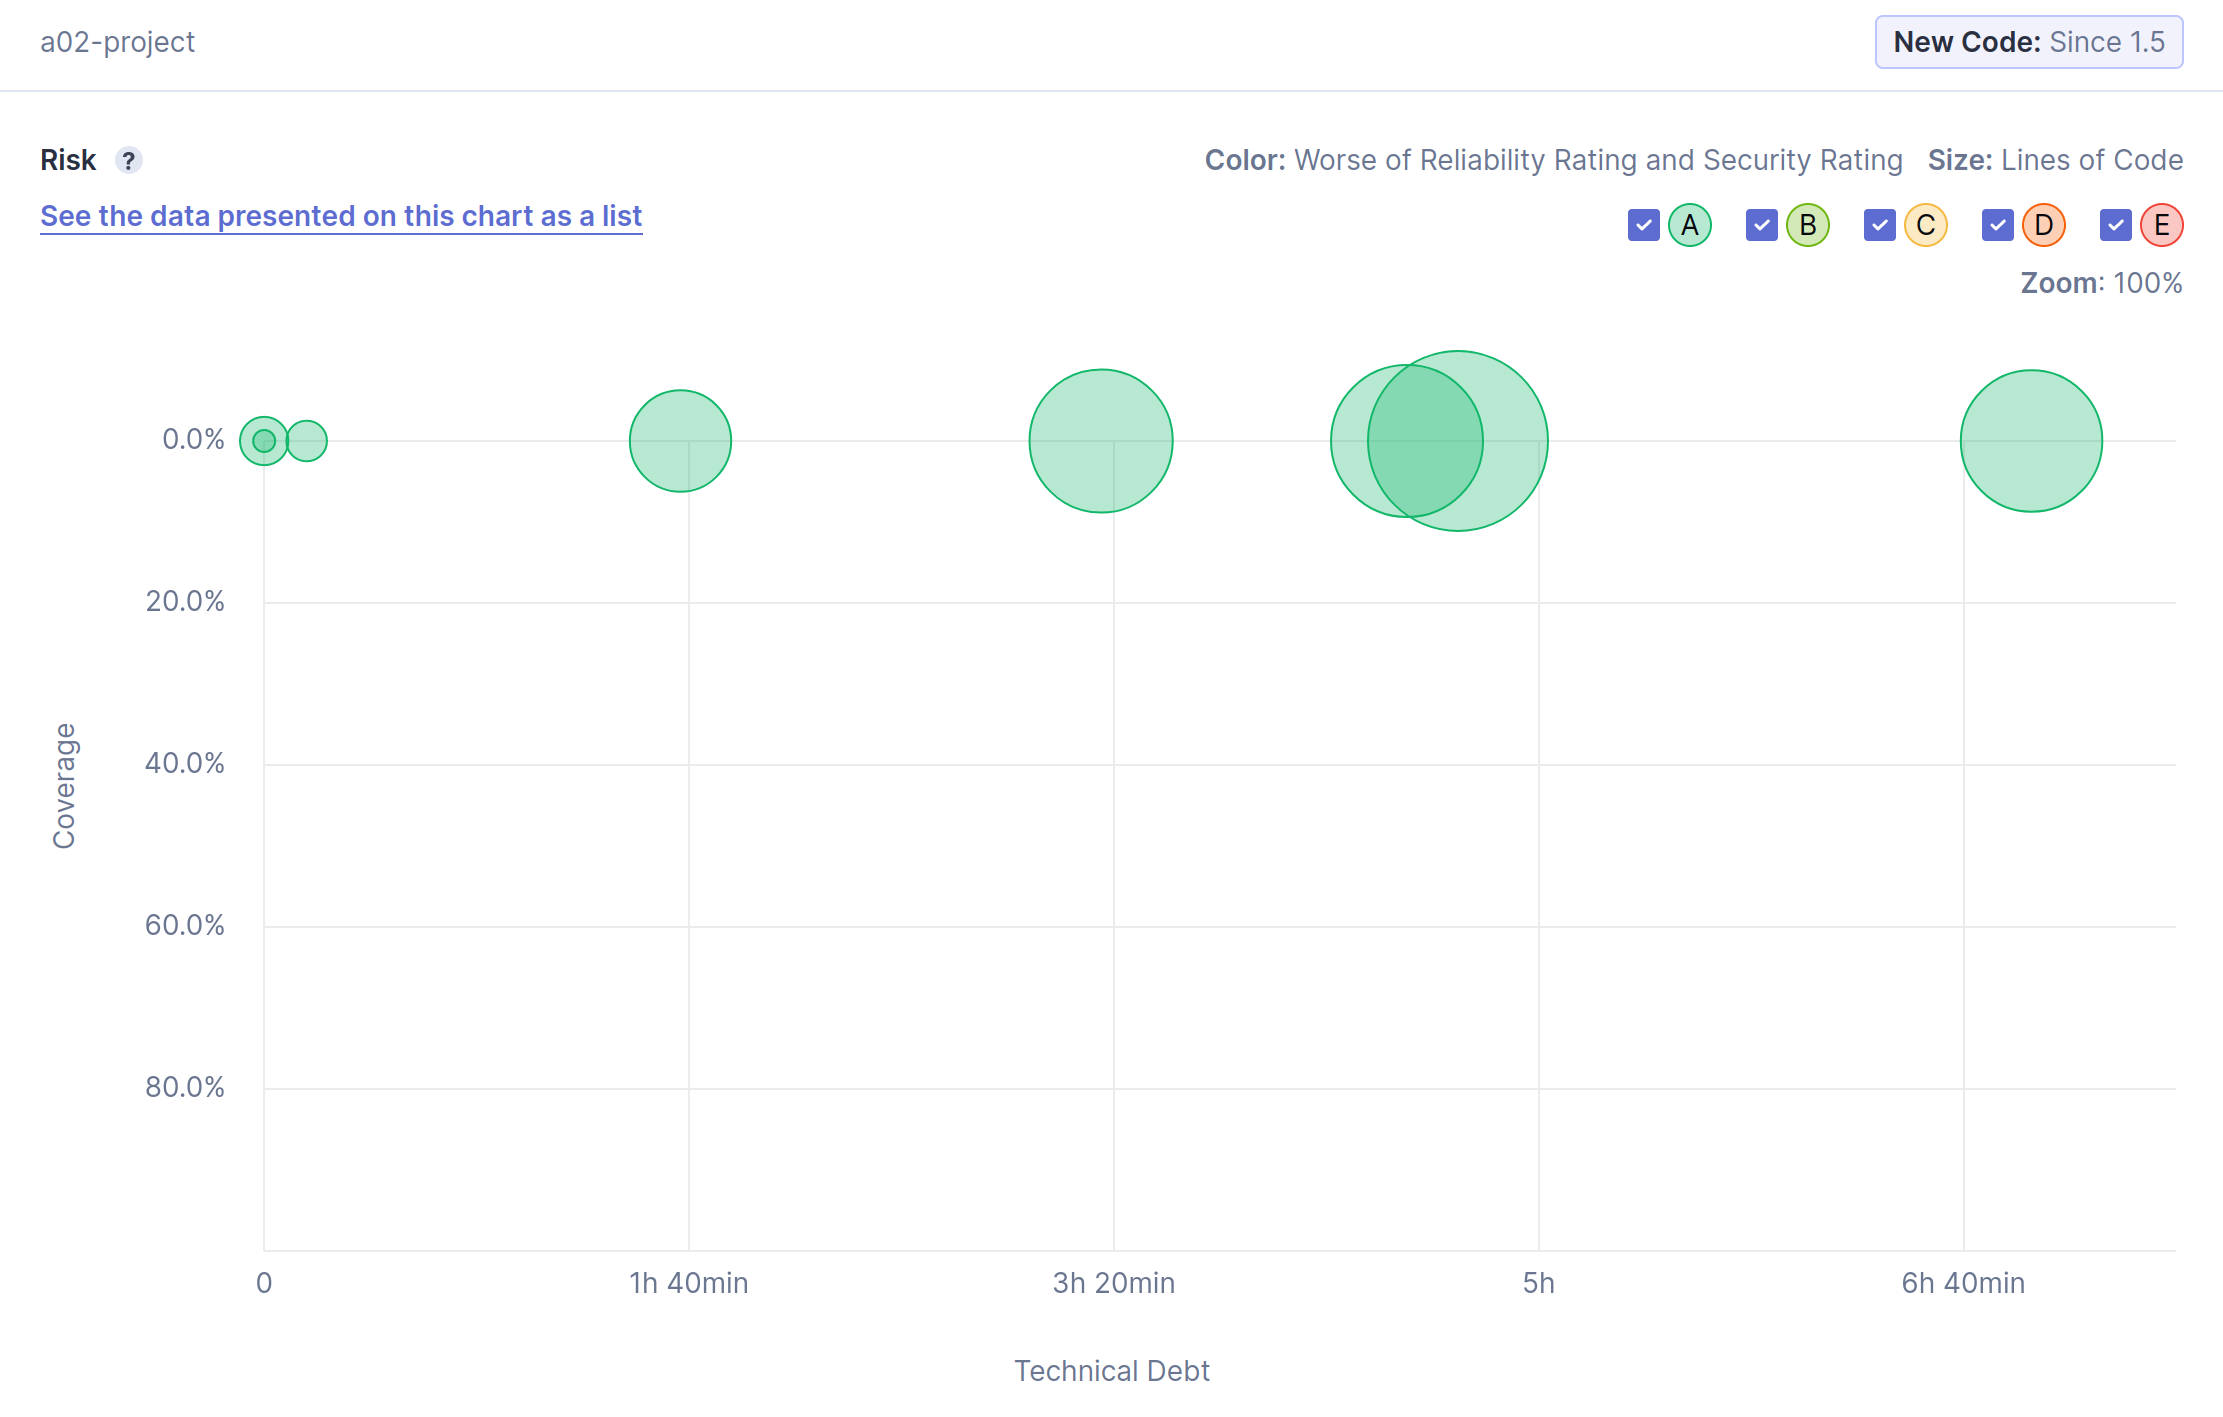 a02-project
New Code: Since 1.5
Risk ?
Color: Worse of Reliability Rating and Security Rating Size: Lines of Code
See the data presented on this chart as a list
A B C D E
Zoom: 100%
0.0%
20.0%
40.0%
60.0%
80.0%
Coverage
0 1h 40min 3h 20min 5h 6h 40min
Technical Debt